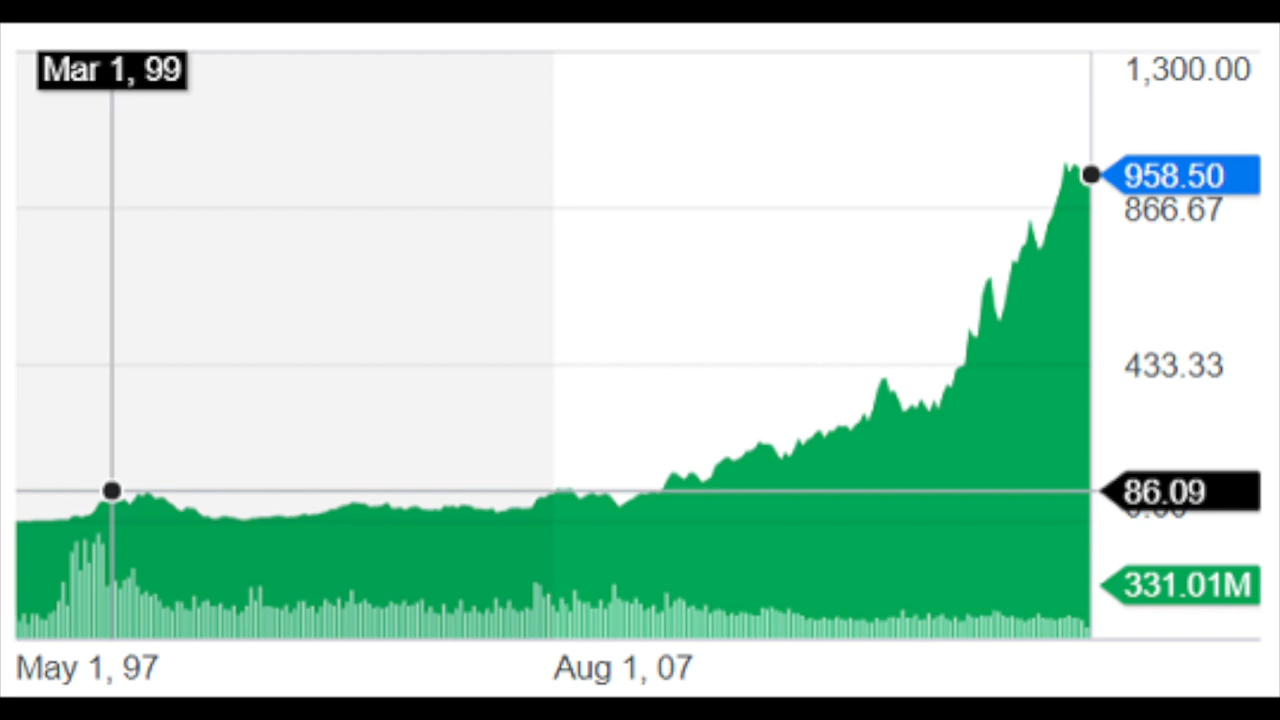 Mar 1, 99
1,300.00
958.50
866.67
433.33
86.09
331.01M
May 1, 97
Aug 1, 07